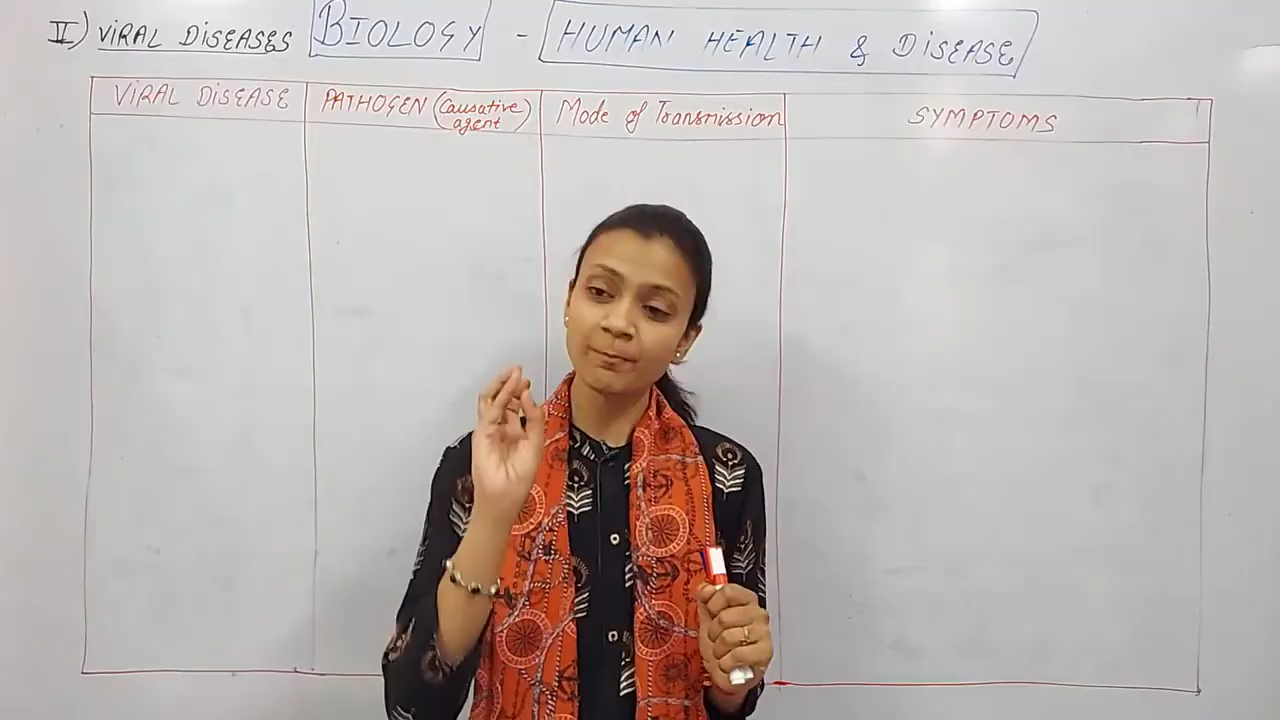 II) VIRAL DISEASES BIOLOGY - HUMAN HEALTH & DISEASE
VIRAL DISEASE
PATHOGEN (Causative agent)
Mode of Transmission
SYMPTOMS